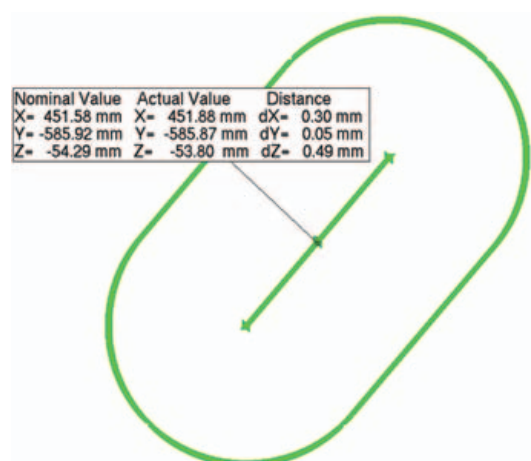 Nominal Value Actual Value Distance
X= 451.58 mm X= 451.88 mm dX= 0.30 mm
Y= -585.92 mm Y= -585.87 mm dY= 0.05 mm
Z= -54.29 mm Z= -53.80 mm dZ= 0.49 mm